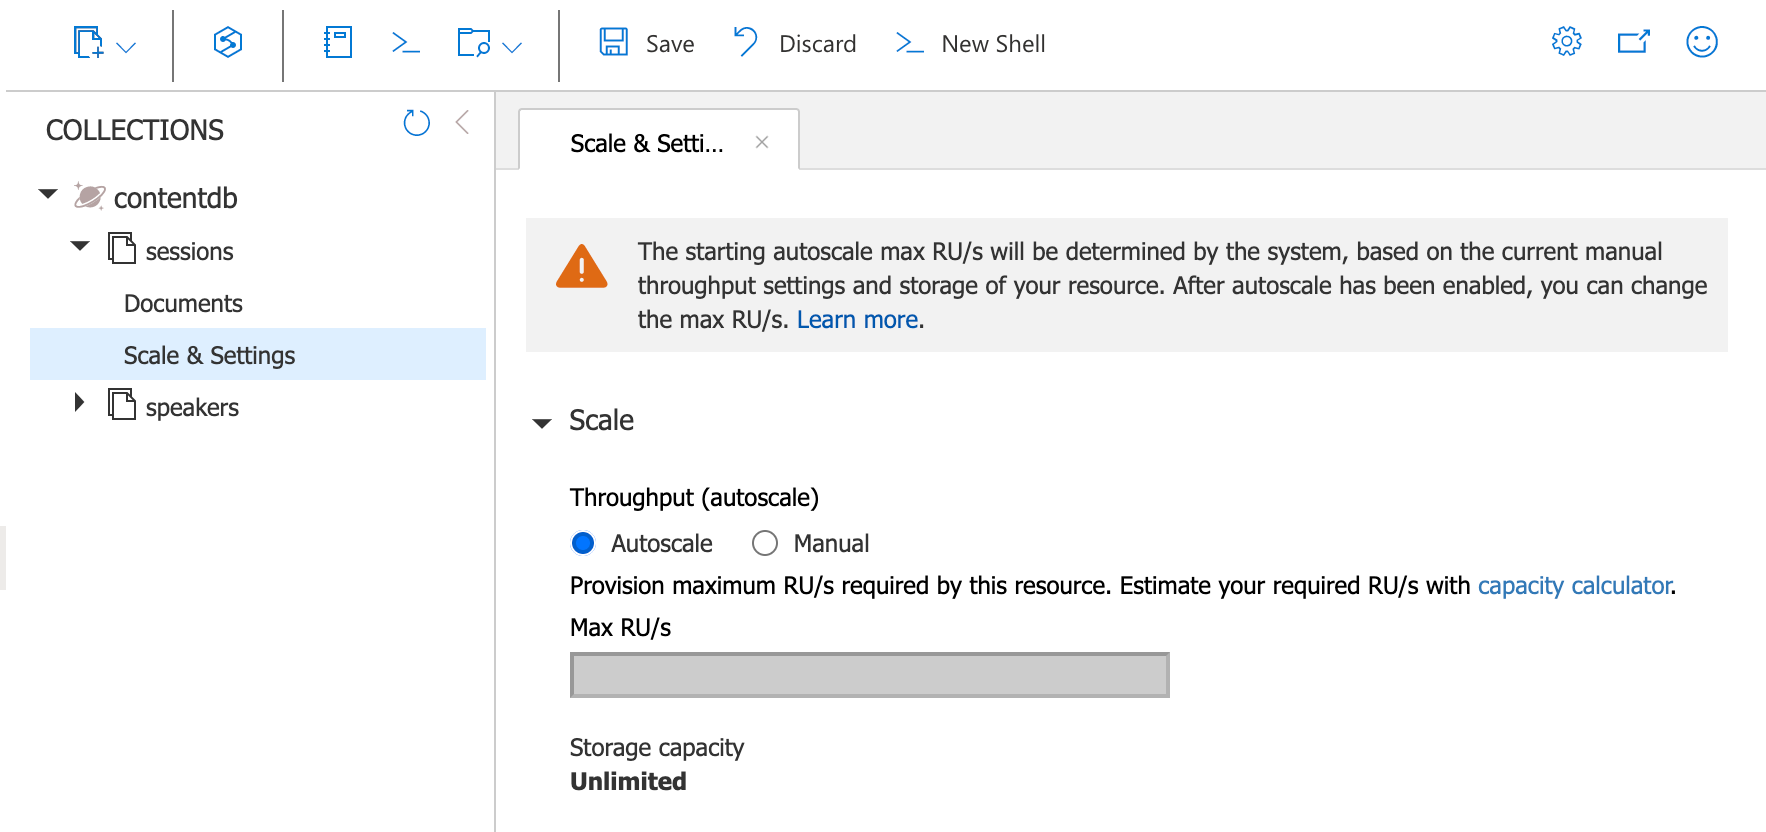 Save
Discard
New Shell
COLLECTIONS
contentdb
sessions
Documents
Scale & Settings
speakers
Scale & Setti...
The starting autoscale max RU/s will be determined by the system, based on the current manual
throughput settings and storage of your resource. After autoscale has been enabled, you can change
the max RU/s. Learn more.
Scale
Throughput (autoscale)
Autoscale
Manual
Provision maximum RU/s required by this resource. Estimate your required RU/s with capacity calculator.
Max RU/s
Storage capacity
Unlimited